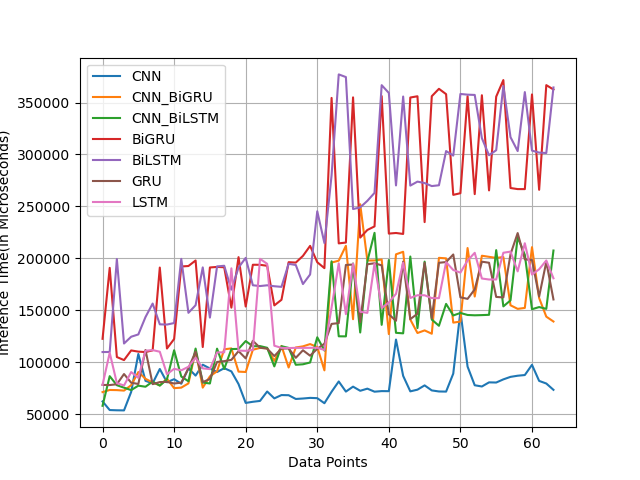 CNN
CNN_BiGRU
CNN_BiLSTM
BiGRU
BiLSTM
GRU
LSTM
350000
300000
250000
200000
150000
100000
50000
Inference Time(in Microseconds)
0 10 20 30 40 50 60
Data Points